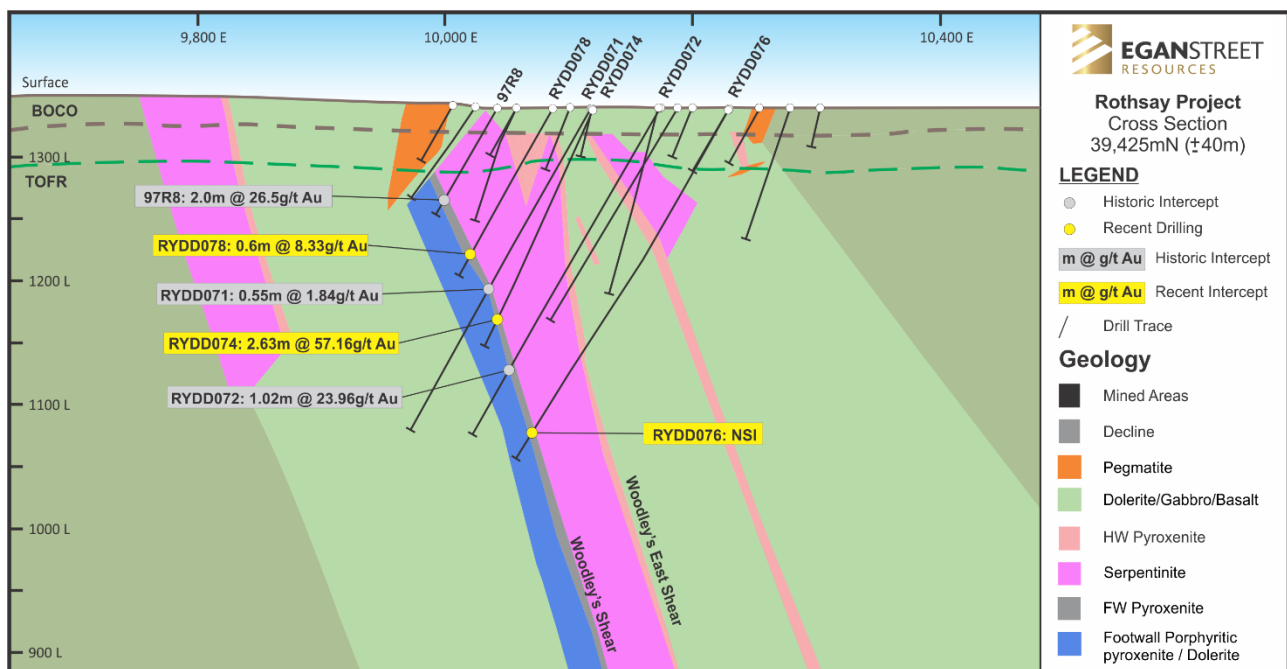 9,800 E
10,000 E
10,400 E
Surface
BOCO
1300 L
TOFR
1200 L
1100 L
1000 L
900 L
97R8
RYDD078
RYDD071
RYDD074
RYDD072
RYDD076
97R8: 2.0m @ 26.5g/t Au
RYDD078: 0.6m @ 8.33g/t Au
RYDD071: 0.55m @ 1.84g/t Au
RYDD074: 2.63m @ 57.16g/t Au
RYDD072: 1.02m @ 23.96g/t Au
RYDD076: NSI
Woodley's Shear
Woodley's East Shear
EGANSTREET
RESOURCES
Rothsay Project
Cross Section
39,425mN (±40m)
LEGEND
Historic Intercept
Recent Drilling
m @ g/t Au Historic Intercept
m @ g/t Au Recent Intercept
Drill Trace
Geology
Mined Areas
Decline
Pegmatite
Dolerite/Gabbro/Basalt
HW Pyroxenite
Serpentinite
FW Pyroxenite
Footwall Porphyritic
pyroxenite / Dolerite